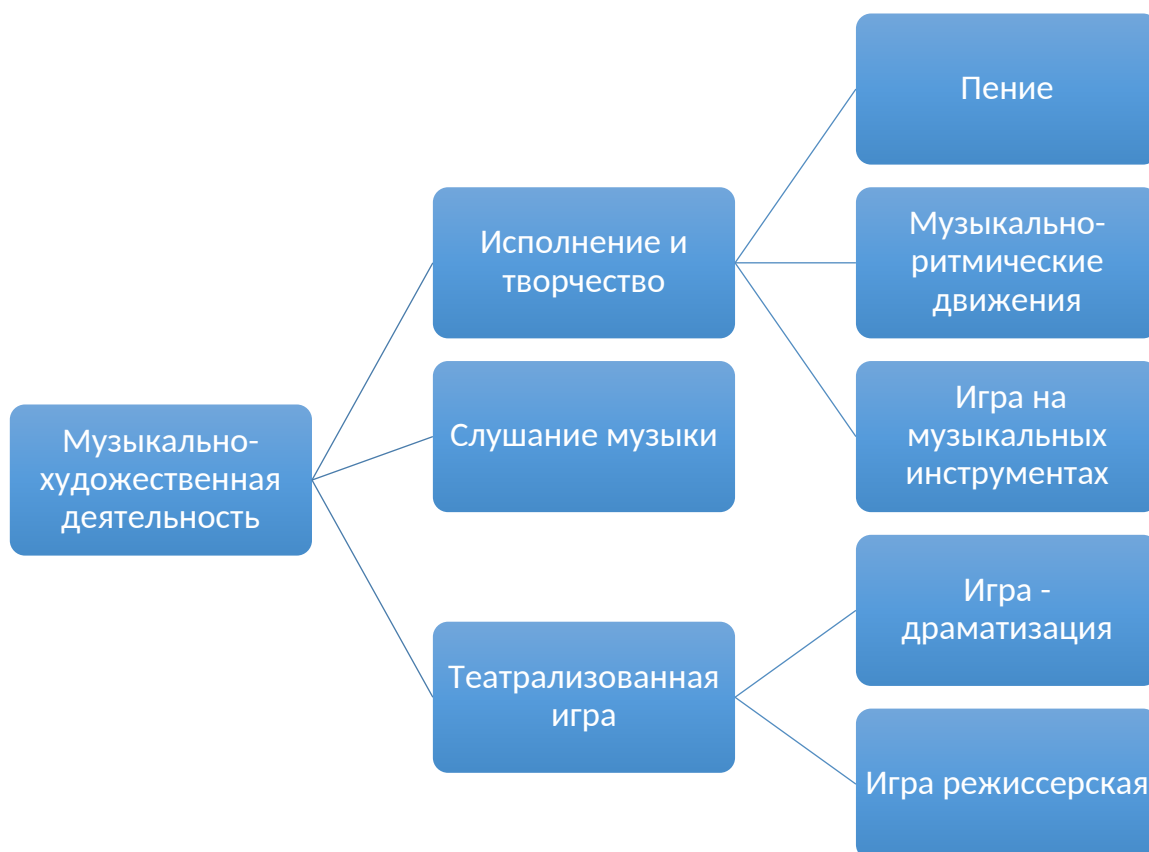 Пение
Исполнение и
творчество
Музыкально-
ритмические
движения
Слушание музыки
Игра на
музыкальных
инструментах
Музыкально-
художественная
деятельность
Театрализованная
игра
Игра -
драматизация
Игра режиссерская